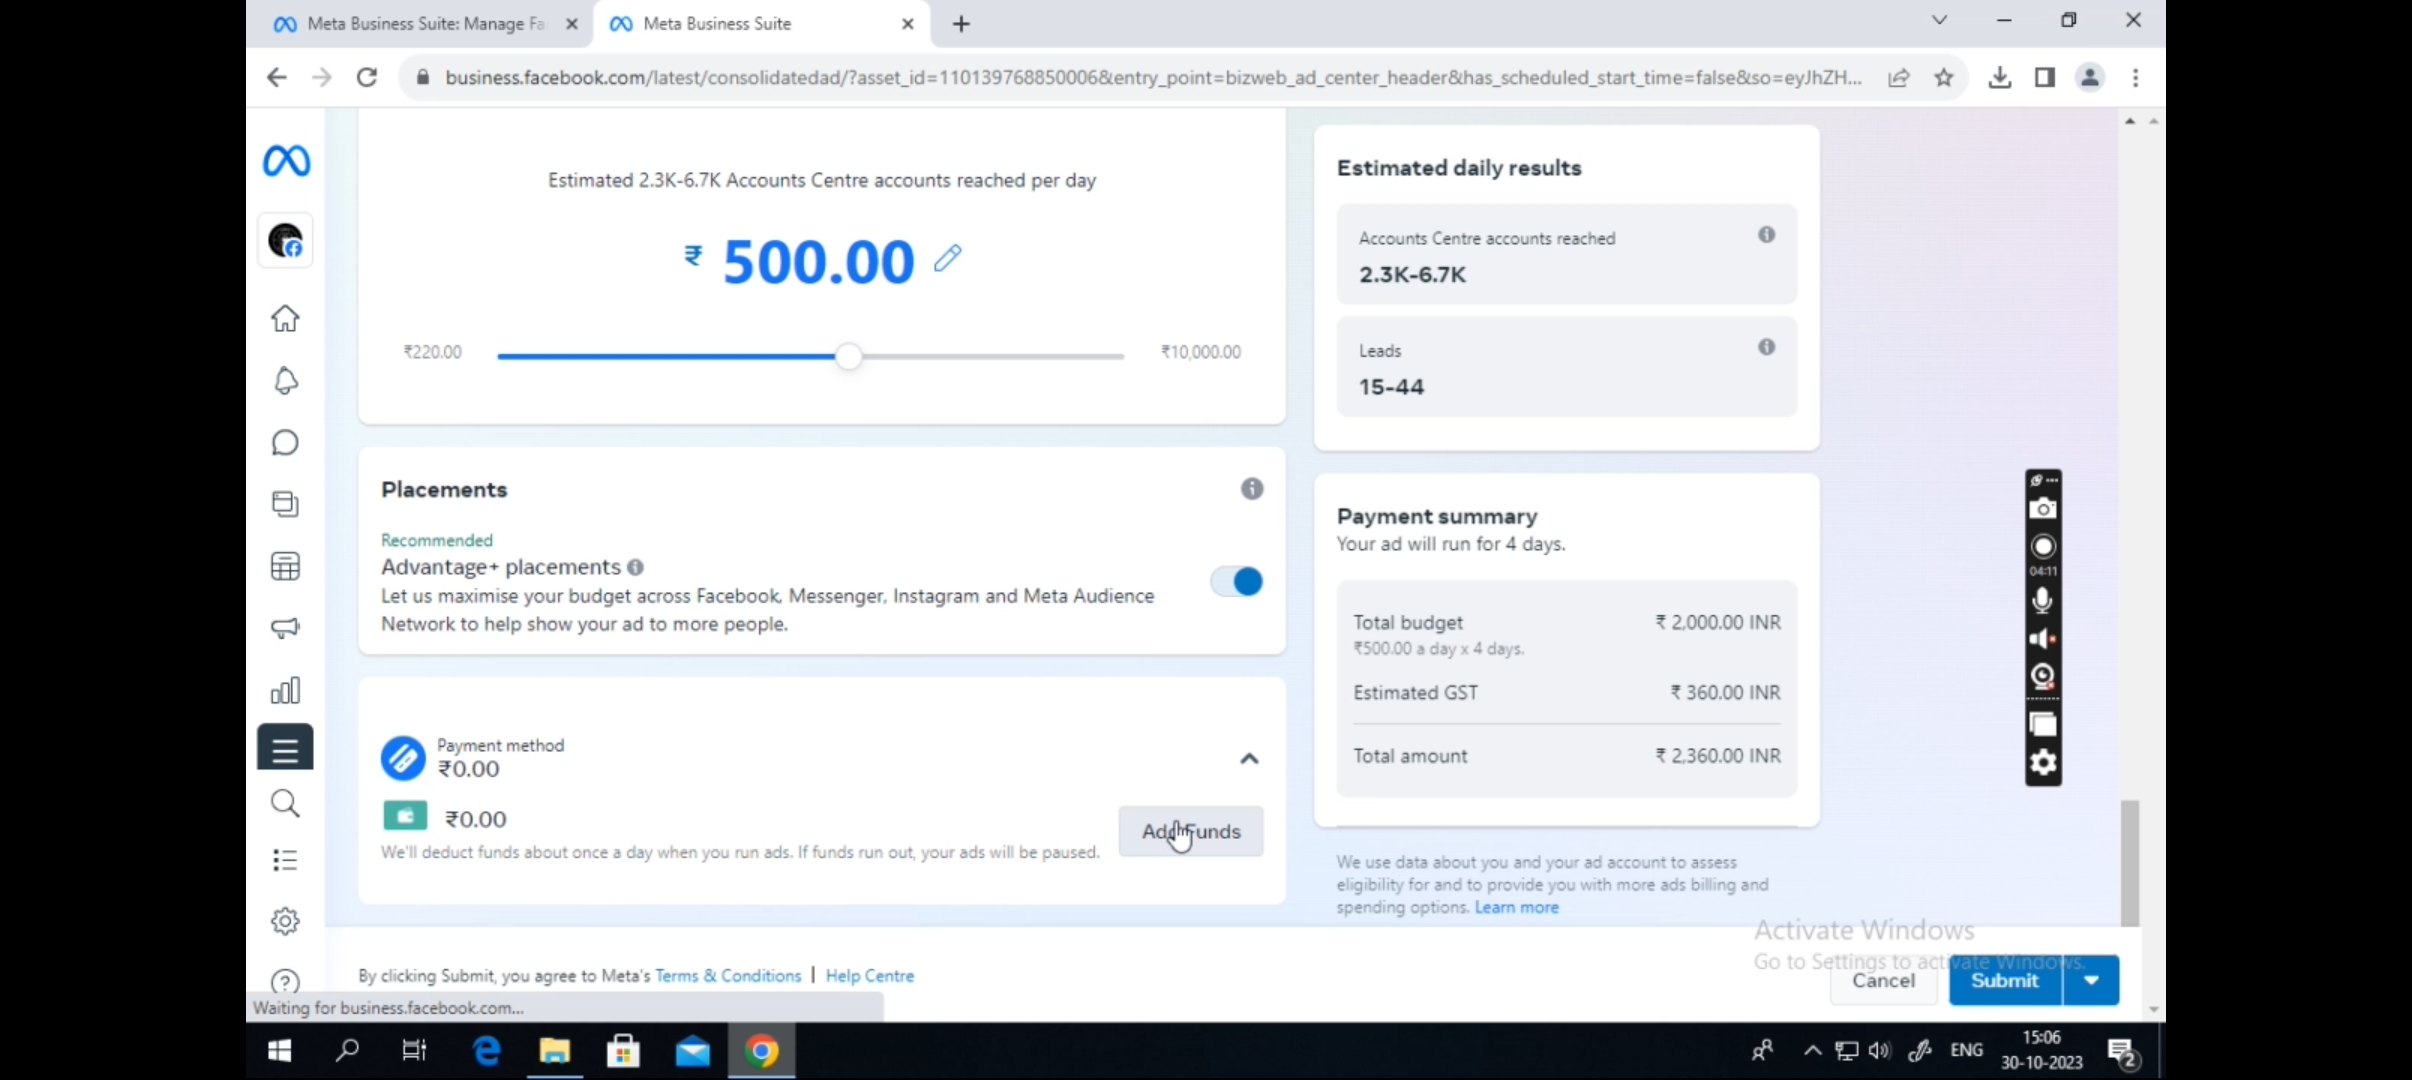 Meta Business Suite: Manage Fa
Meta Business Suite
business.facebook.com/latest/consolidatedad/?asset_id=110139768850006&entry_point=bizweb_ad_center_header&has_scheduled_start_time=false&so=eyJhZH...
Estimated 2.3K-6.7K Accounts Centre accounts reached per day
₹ 500.00
₹220.00
₹10,000.00
Placements
Recommended
Advantage+ placements
Let us maximise your budget across Facebook, Messenger, Instagram and Meta Audience
Network to help show your ad to more people.
Payment method
₹0.00
₹0.00
Add Funds
We'll deduct funds about once a day when you run ads. If funds run out, your ads will be paused.
Estimated daily results
Accounts Centre accounts reached
2.3K-6.7K
Leads
15-44
Payment summary
Your ad will run for 4 days.
Total budget ₹ 2,000.00 INR
₹500.00 a day x 4 days.
Estimated GST ₹ 360.00 INR
Total amount ₹ 2,360.00 INR
We use data about you and your ad account to assess
eligibility for and to provide you with more ads billing and
spending options. Learn more
04:11
Activate Windows
Go to Settings to activate Windows.
By clicking Submit, you agree to Meta's Terms & Conditions | Help Centre
Cancel
Submit
Waiting for business.facebook.com...
ENG
15:06
30-10-2023
2